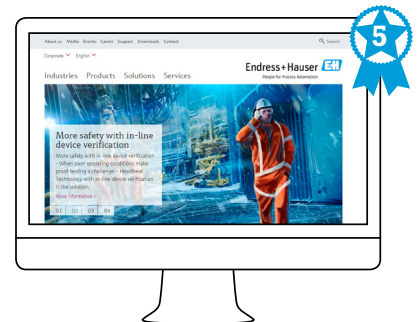 5
About us Media Events Career Support Downloads Contact
Search
Corporate English
Endress+Hauser EH
People for Process Automation
Industries Products Solutions Services
More safety with in-line
device verification
More safety with in-line device verification
- When poor operating conditions make
proof-testing a challenge – Heartbeat
Technology with in-line device verification
is the solution.
More information
01 02 03 04